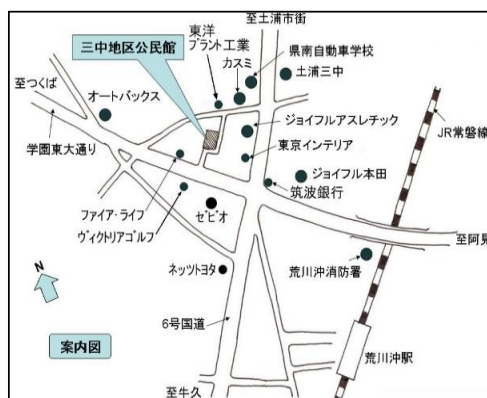 至土浦市街
東洋
プラント工業
カスミ
県南自動車学校
土浦三中
三中地区公民館
至つくば
オートバックス
学園東大通り
ジョイフルアスレチック
東京インテリア
JR常磐線
ジョイフル本田
筑波銀行
ファイア・ライフ
ヴィクトリアゴルフ
ゼビオ
至阿見
ネッツトヨタ
荒川沖消防署
N
6号国道
案内図
荒川沖駅
至牛久